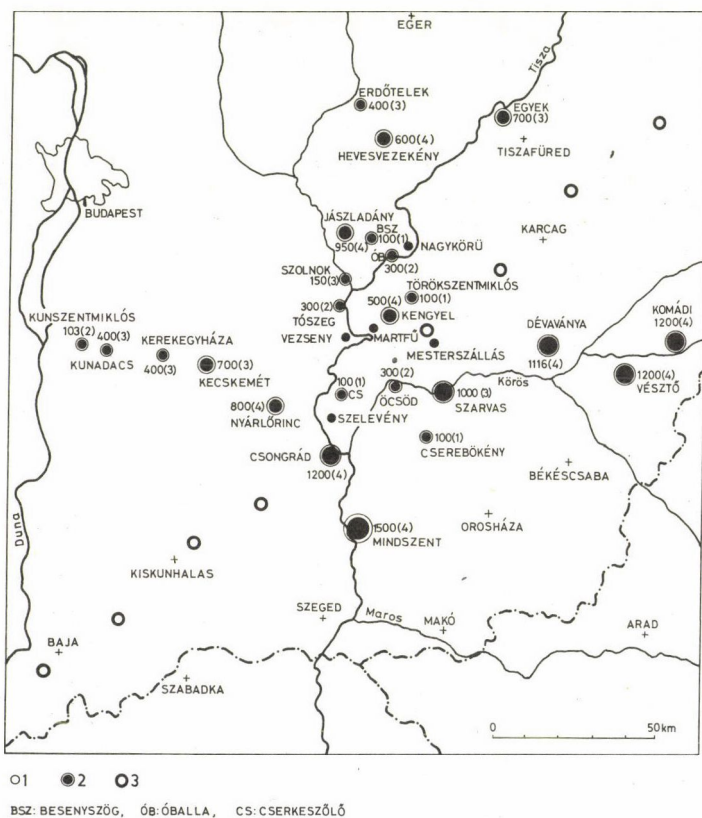 EGER
Tisza
ERDŐTELEK
400(3)
EGYEK
700(3)
600(4)
HEVESVEZEKÉNY
TISZAFÜRED
BUDAPEST
JÁSZLADÁNY
950(4)
BSZ
100(1)
NAGYKÖRÜ
ÓB
300(2)
KARCAG
SZOLNOK
150(3)
TÖRÖKSZENTMIKLÓS
100(1)
300(2)
TÓSZEG
500(4)
KENGYEL
KOMÁDI
1200(4)
KUNSZENTMIKLÓS
103(2)
400(3)
KUNADACS
KEREKEGYHÁZA
400(3)
VEZSENY
MARTFŰ
MESTERSZÁLLÁS
DÉVAVÁNYA
1116(4)
700(3)
KECSKEMÉT
100(1)
CS
300(2)
ÖCSÖD
1000(3)
SZARVAS
Körös
1200(4)
VÉSZTŐ
800(4)
NYÁRLŐRINC
SZELEVÉNY
100(1)
CSEREBÖKÉNY
CSONGRÁD
1200(4)
BÉKÉSCSABA
Duna
1500(4)
MINDSZENT
OROSHÁZA
KISKUNHALAS
SZEGED
Maros
MAKÓ
ARAD
BAJA
SZABADKA
0 50km
1 2 3
BSZ: BESENYSZÖG, ÓB: ÓBALLA, CS: CSERKESZŐLŐ